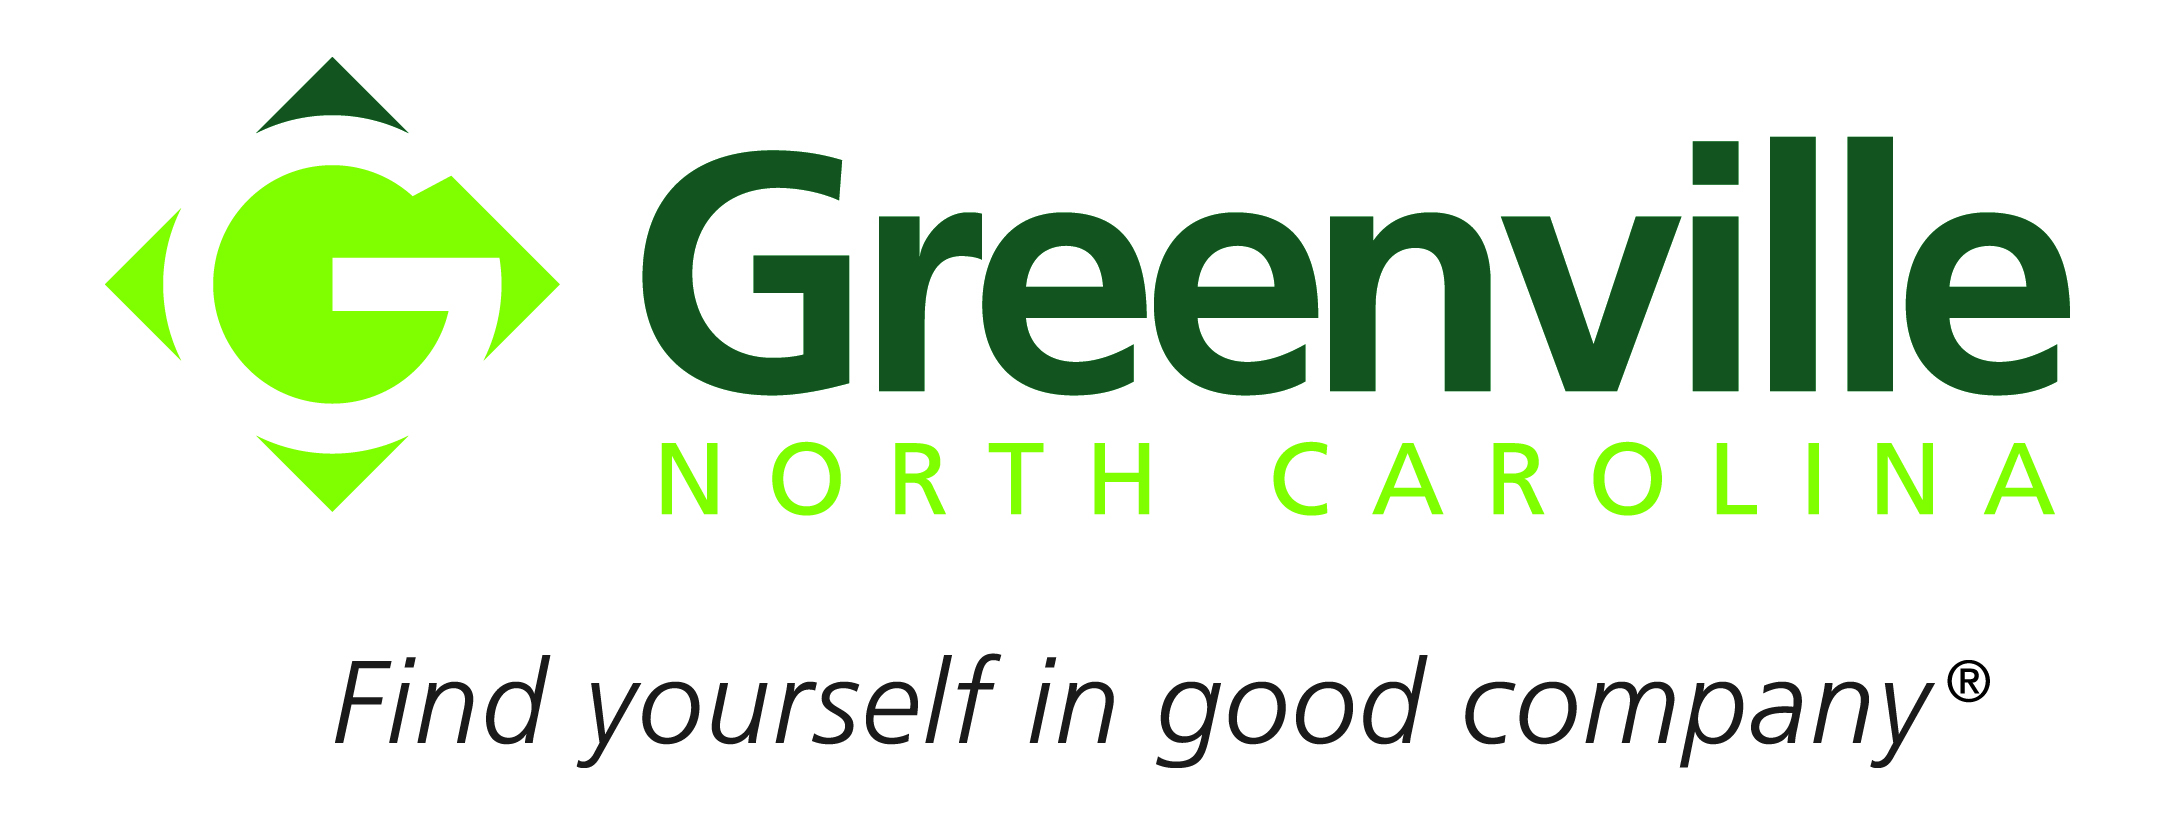 Greenville
NORTH CAROLINA
Find yourself in good company®